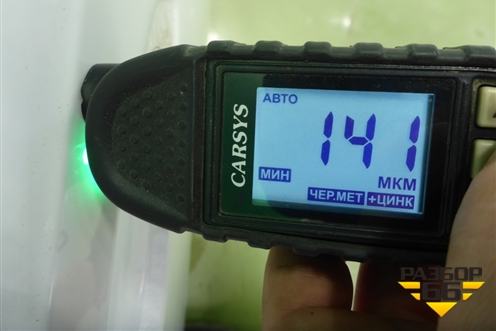 CARSYS
АВТО
141
МИН
МКМ
ЧЕР.МЕТ +ЦИНК
РАЗБОР
66